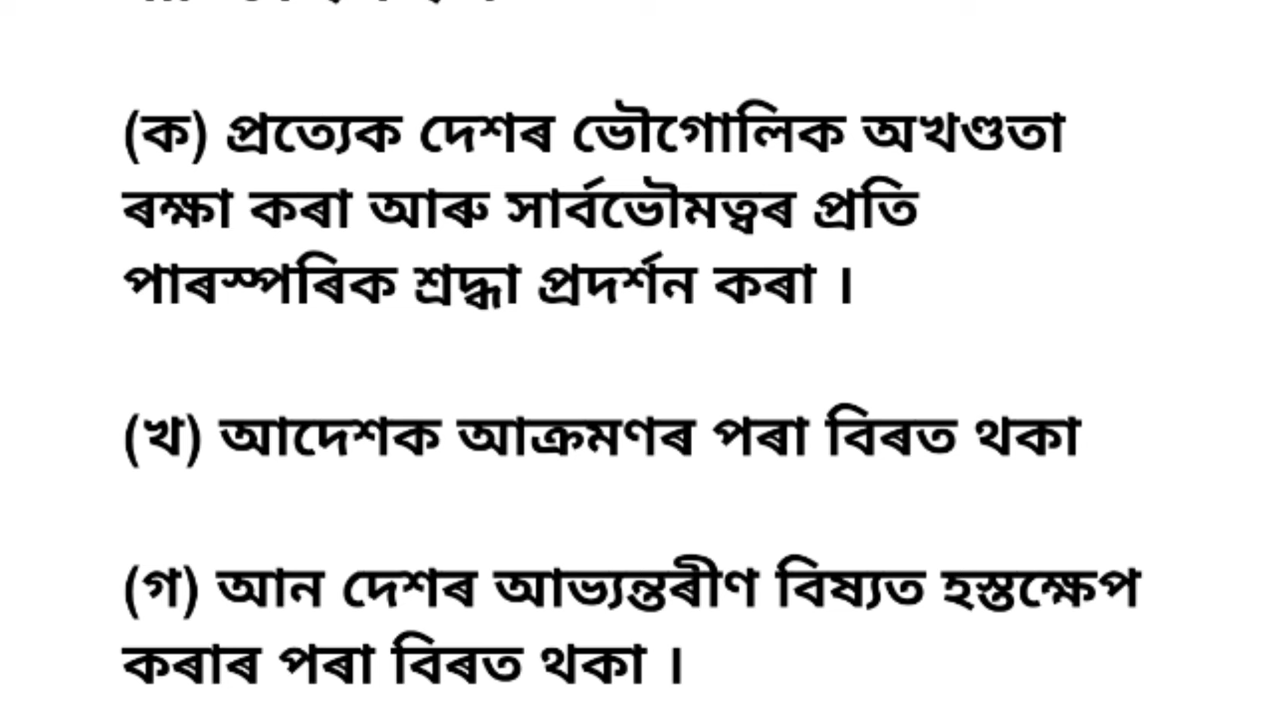 (ক) প্ৰত্যেক দেশৰ ভৌগোলিক অখণ্ডতা
ৰক্ষা কৰা আৰু সাৰ্বভৌমত্বৰ প্ৰতি
পাৰস্পৰিক শ্ৰদ্ধা প্ৰদৰ্শন কৰা ।
(খ) আদেশক আক্ৰমণৰ পৰা বিৰত থকা
(গ) আন দেশৰ আভ্যন্তৰীণ বিষ্যত হস্তক্ষেপ
কৰাৰ পৰা বিৰত থকা ।